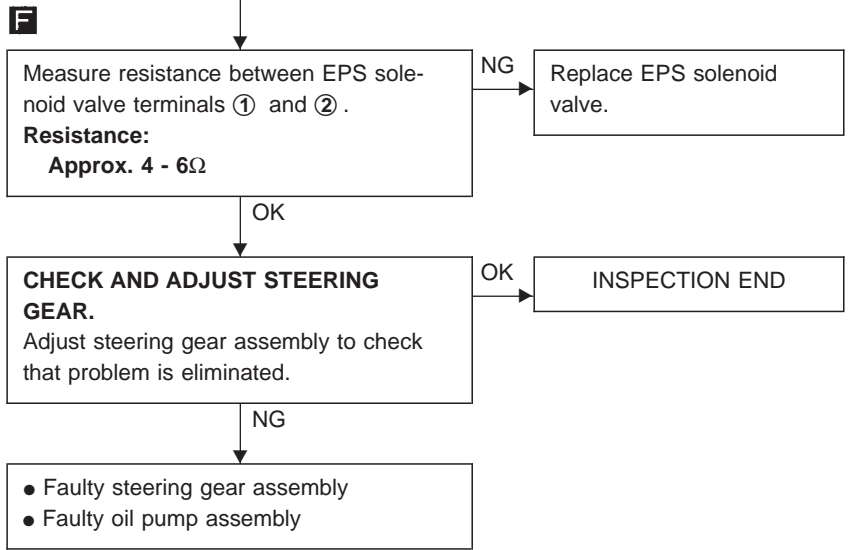 F
Measure resistance between EPS sole-
noid valve terminals ① and ② .
Resistance:
Approx. 4 - 6Ω
NG
Replace EPS solenoid
valve.
OK
CHECK AND ADJUST STEERING
GEAR.
Adjust steering gear assembly to check
that problem is eliminated.
OK
INSPECTION END
NG
● Faulty steering gear assembly
● Faulty oil pump assembly